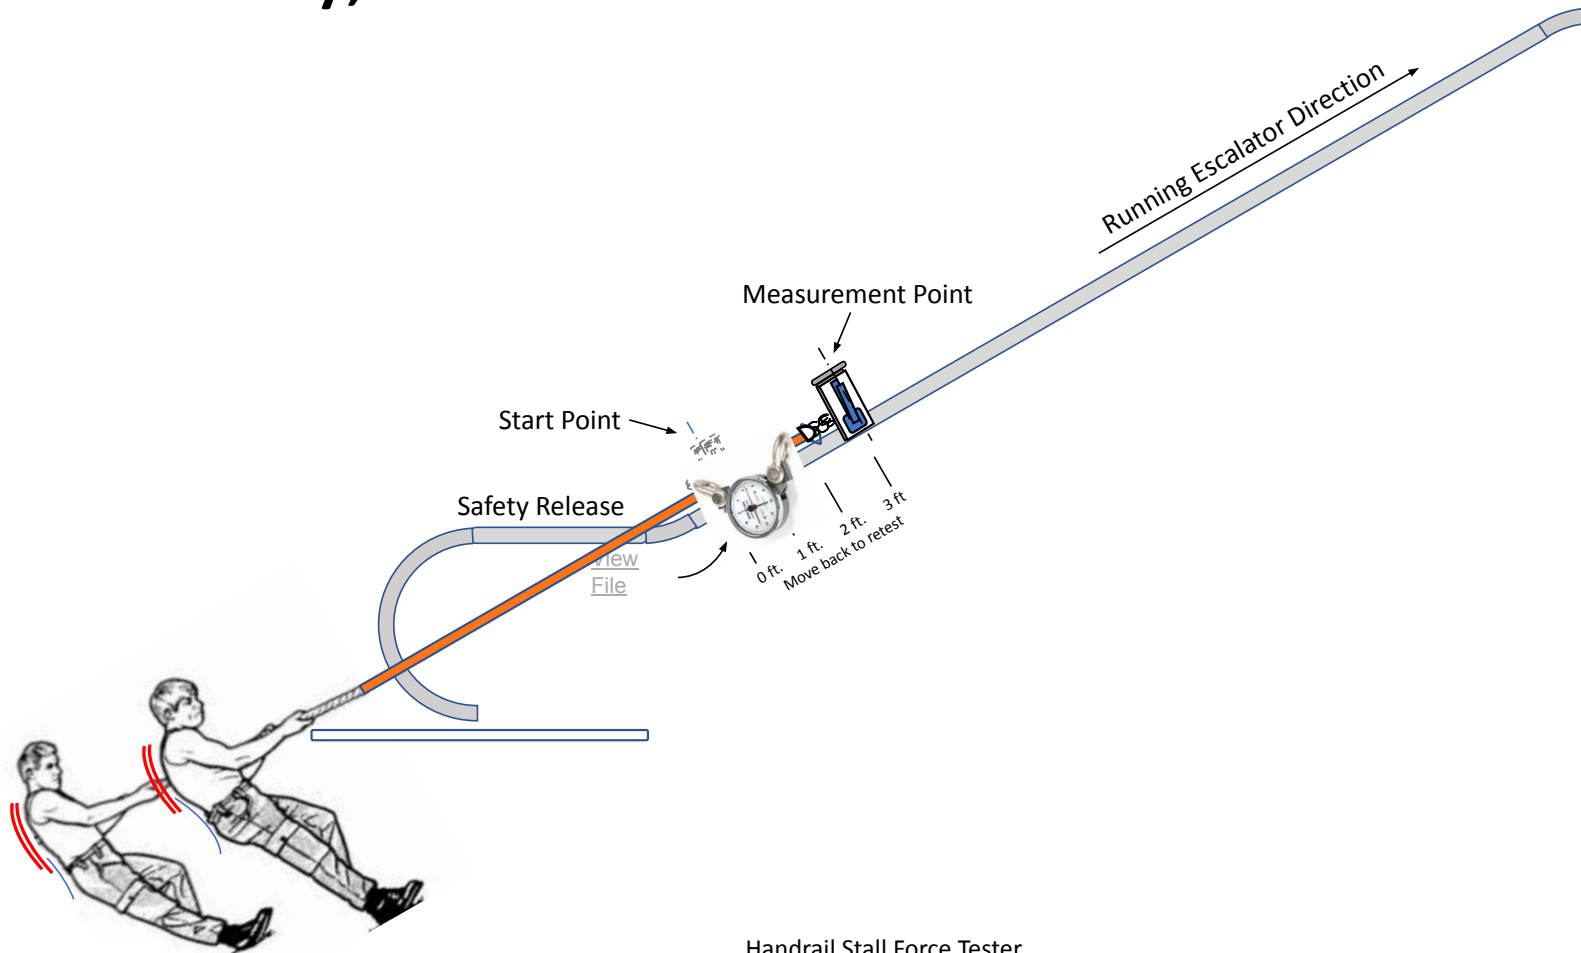 Running Escalator Direction
Measurement Point
Start Point
Safety Release
View
File
0 ft.
1 ft.
2 ft.
3 ft
Move back to retest
Handrail Stall Force Tester